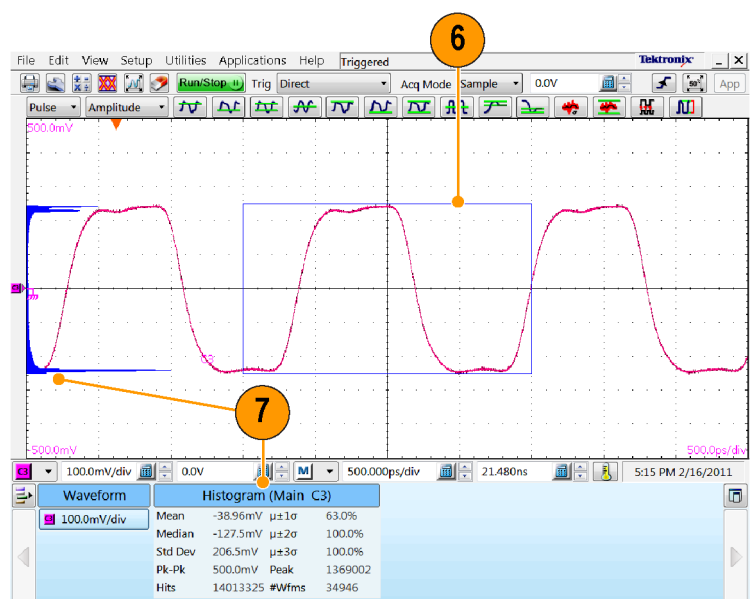 6
File Edit View Setup Utilities Applications Help Triggered Tektronix
Run/Stop Trig Direct Acq Mode Sample 0.0V 50Ω App
Pulse Amplitude
500.0mV
C3
-500.0mV 500.0ps/div
7
C3 100.0mV/div 0.0V M 500.000ps/div 21.480ns 5:15 PM 2/16/2011
Waveform Histogram (Main C3)
100.0mV/div
Mean -38.96mV µ±1σ 63.0%
Median -127.5mV µ±2σ 100.0%
Std Dev 206.5mV µ±3σ 100.0%
Pk-Pk 500.0mV Peak 1369002
Hits 14013325 #Wfms 34946